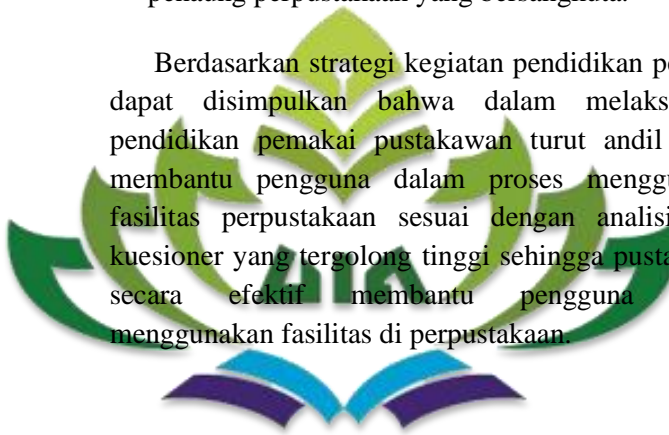 perpustakaan yang
Berdasarkan strategi kegiatan pendidikan pe
dapat disimpulkan bahwa dalam melaks
pendidikan pemakai pustakawan turut andil
membantu pengguna dalam proses menggu
fasilitas perpustakaan sesuai dengan analisi
kuesioner yang tergolong tinggi sehingga pusta
secara efektif membantu pengguna
menggunakan fasilitas di perpustakaan.